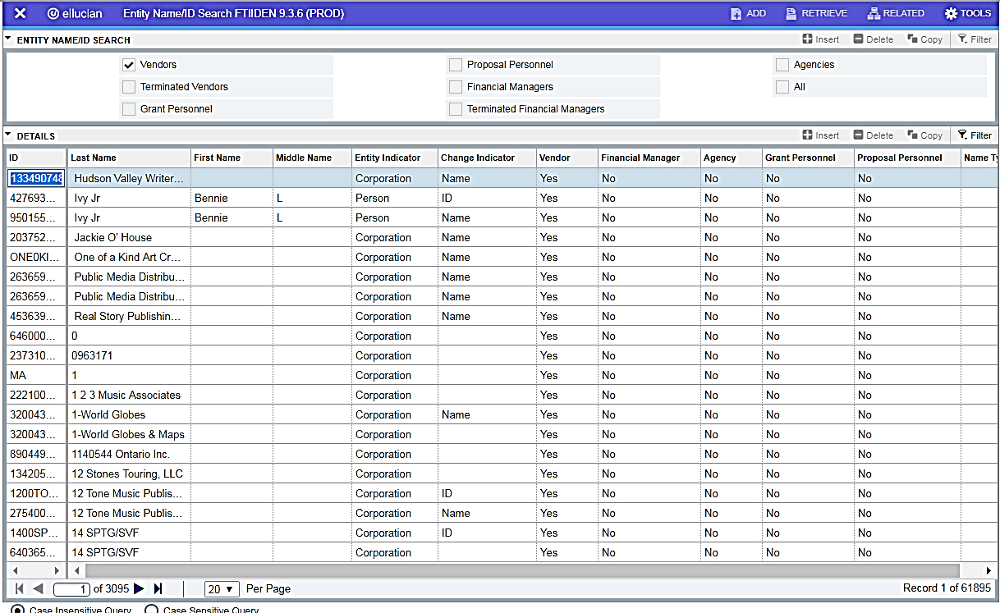 ellucian Entity Name/ID Search FTIIDEN 9.3.6 (PROD) ADD RETRIEVE RELATED TOOLS
ENTITY NAME/ID SEARCH Insert Delete Copy Filter
Vendors Proposal Personnel Agencies
Terminated Vendors Financial Managers All
Grant Personnel Terminated Financial Managers
DETAILS Insert Delete Copy Filter
ID Last Name First Name Middle Name Entity Indicator Change Indicator Vendor Financial Manager Agency Grant Personnel Proposal Personnel Name Ty
133490748 Hudson Valley Writer... Corporation Name Yes No No No No
427693... Ivy Jr Bennie L Person ID Yes No No No No
950155... Ivy Jr Bennie L Person Name Yes No No No No
203752... Jackie O' House Corporation Name Yes No No No No
ONE0KI... One of a Kind Art Cr... Corporation Name Yes No No No No
263659... Public Media Distribu... Corporation Name Yes No No No No
263659... Public Media Distribu... Corporation Name Yes No No No No
453639... Real Story Publishin... Corporation Name Yes No No No No
646000... 0 Corporation Yes No No No No
237310... 0963171 Corporation Yes No No No No
MA 1 Corporation Yes No No No No
222100... 1 2 3 Music Associates Corporation Yes No No No No
320043... 1-World Globes Corporation Name Yes No No No No
320043... 1-World Globes & Maps Corporation Yes No No No No
890449... 1140544 Ontario Inc. Corporation Yes No No No No
134205... 12 Stones Touring, LLC Corporation Yes No No No No
1200TO... 12 Tone Music Publis... Corporation ID Yes No No No No
275400... 12 Tone Music Publis... Corporation Name Yes No No No No
1400SP... 14 SPTG/SVF Corporation ID Yes No No No No
640365... 14 SPTG/SVF Corporation Yes No No No No
1 of 3095 20 Per Page Record 1 of 61895
Case Insensitive Query Case Sensitive Query